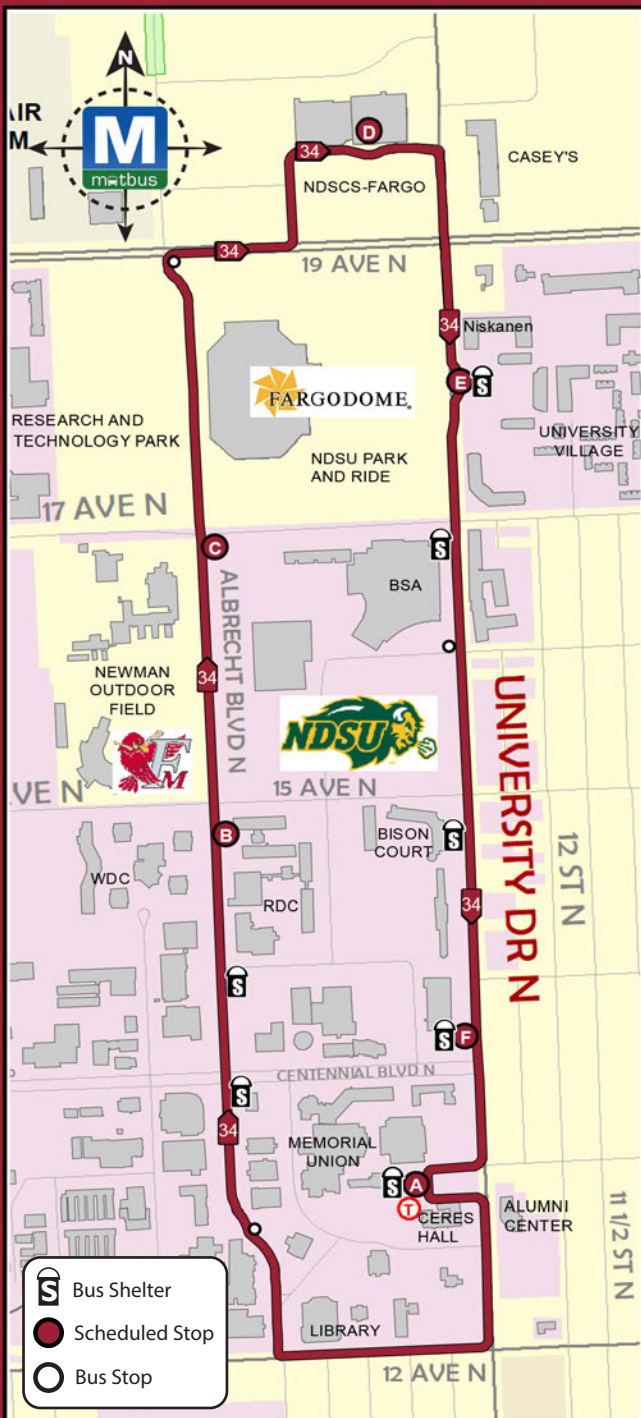 N
AIR
M
M
matbus
D
34
CASEY'S
NDSCS-FARGO
34
19 AVE N
34
Niskanen
E
S
FARGODOME
RESEARCH AND
TECHNOLOGY PARK
UNIVERSITY
VILLAGE
NDSU PARK
AND RIDE
17 AVE N
C
S
BSA
ALBRECHT BLVD N
34
NEWMAN
OUTDOOR
FIELD
UNIVERSITY DR N
NDSU
FM
VE N
15 AVE N
B
BISON
COURT
S
12 ST N
WDC
RDC
34
S
S
F
CENTENNIAL BLVD N
S
34
MEMORIAL
UNION
S
A
T
CERES
HALL
ALUMNI
CENTER
11 1/2 ST N
S Bus Shelter
Scheduled Stop
Bus Stop
LIBRARY
12 AVE N